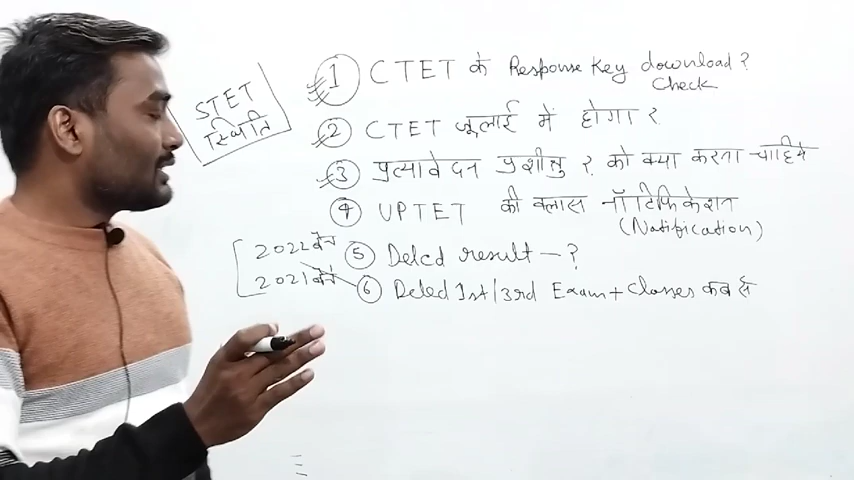 STET
स्थिति
1 CTET के Response Key download?
Check
2 CTET जूलाई में होगा ?
3 प्रत्यावेदन प्रशिक्षु ? को क्या करना चाहिये
4 UPTET की क्लास नॉटिफिकेशन
(Notification)
2022 बैच 5 Delcd result - ?
2021 बैच 6 Deled 1st/3rd Exam + Classes कब से